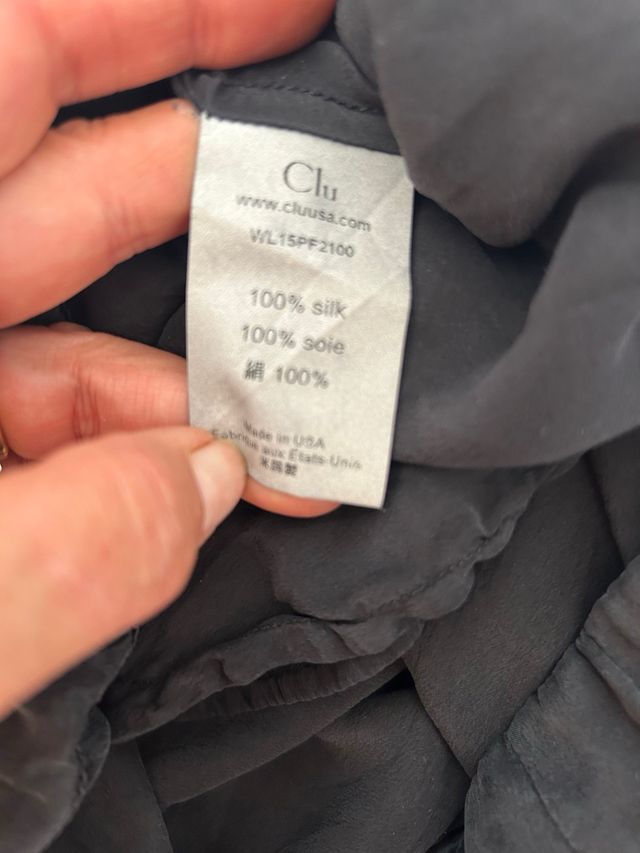 Clu
www.cluusa.com
WL15PF2100
100% silk
100% soie
絹 100%
Made in USA
Fabriqué aux États-Unis
米国製